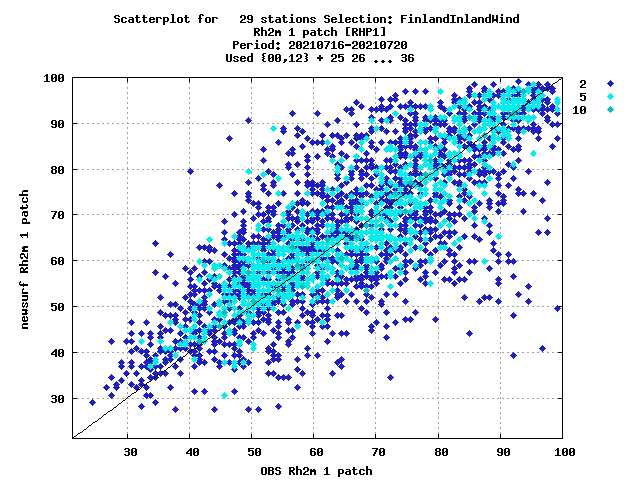 Scatterplot for   29 stations Selection: FinlandInlandWind
Rh2m 1 patch [RHP1]
Period: 20210716-20210720
Used {00,12} + 25 26 ... 36
2
5
10
100
90
80
70
60
50
40
30
newsurf Rh2m 1 patch
30 40 50 60 70 80 90 100
OBS Rh2m 1 patch